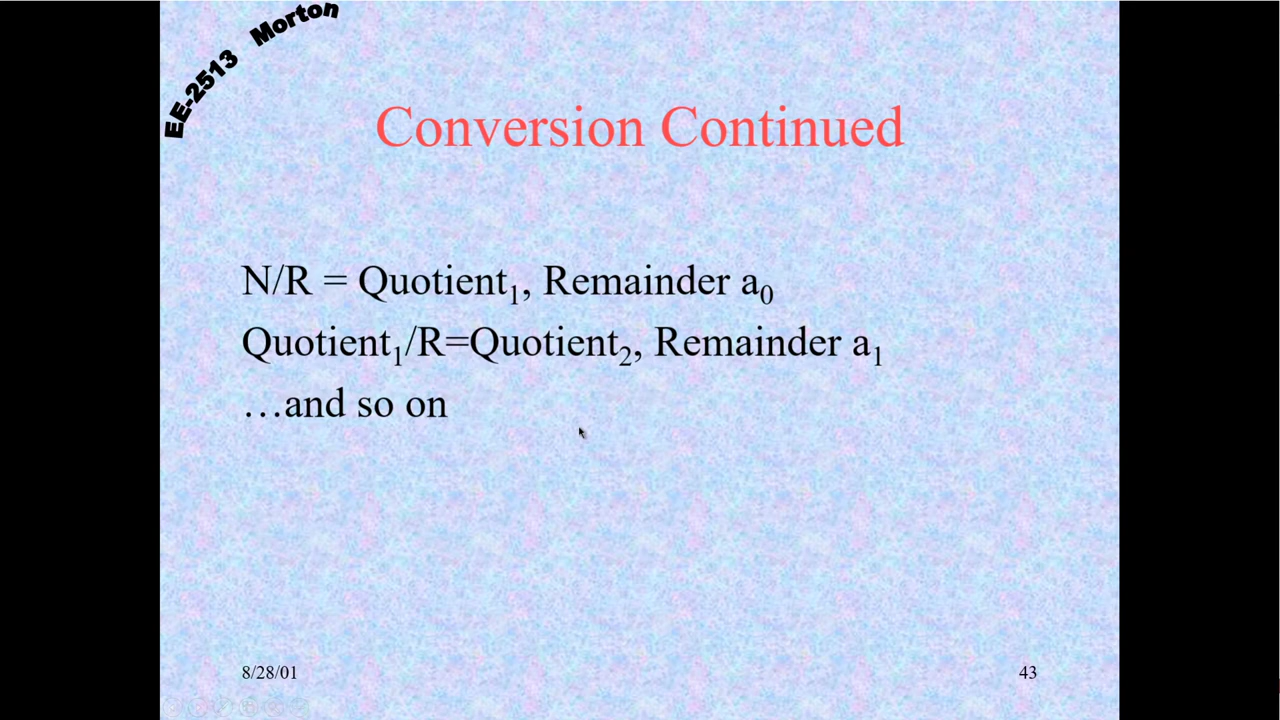 EE-2513 Morton
Conversion Continued
N/R = Quotient₁, Remainder a₀
Quotient₁/R=Quotient₂, Remainder a₁
…and so on
8/28/01
43